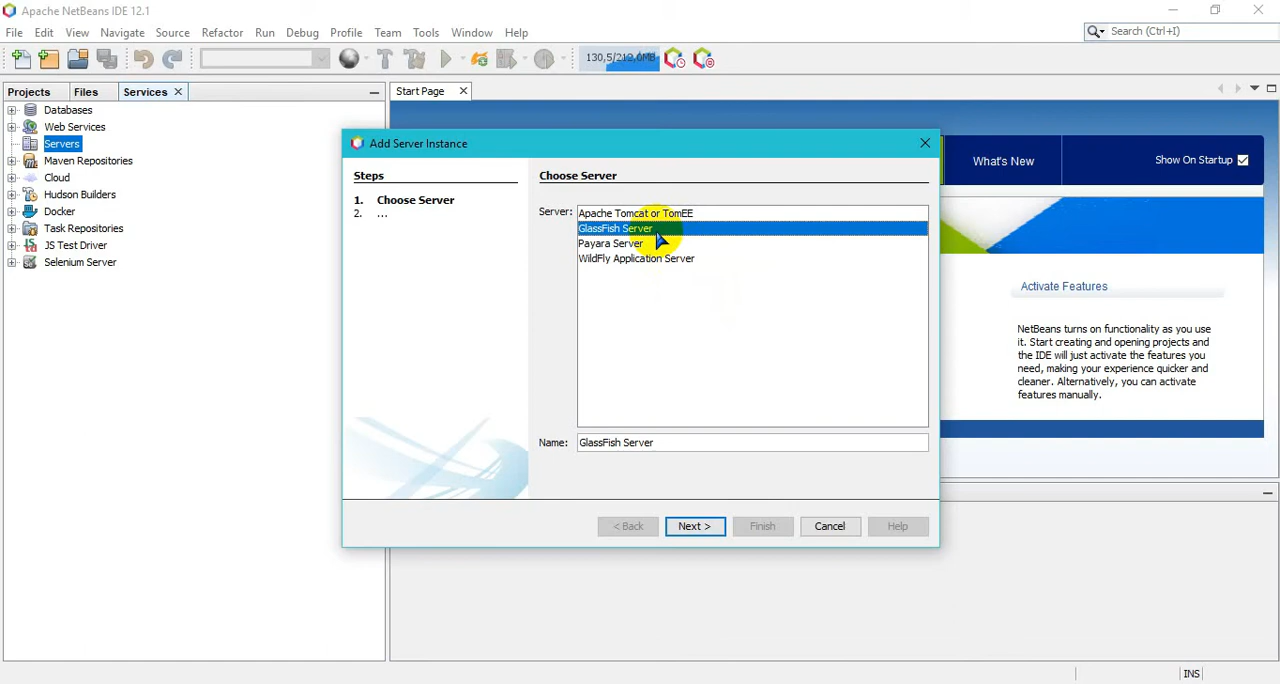 Apache NetBeans IDE 12.1
File Edit View Navigate Source Refactor Run Debug Profile Team Tools Window Help
Search (Ctrl+I)
130,5/212,0MB
Projects Files Services
Start Page
Databases
Web Services
Servers
Maven Repositories
Cloud
Hudson Builders
Docker
Task Repositories
JS Test Driver
Selenium Server
What's New
Show On Startup
Activate Features
NetBeans turns on functionality as you use
it. Start creating and opening projects and
the IDE will just activate the features you
need, making your experience quicker and
cleaner. Alternatively, you can activate
features manually.
Add Server Instance
Steps
1. Choose Server
2. ...
Choose Server
Server:
Apache Tomcat or TomEE
GlassFish Server
Payara Server
WildFly Application Server
Name: GlassFish Server
< Back Next > Finish Cancel Help
INS